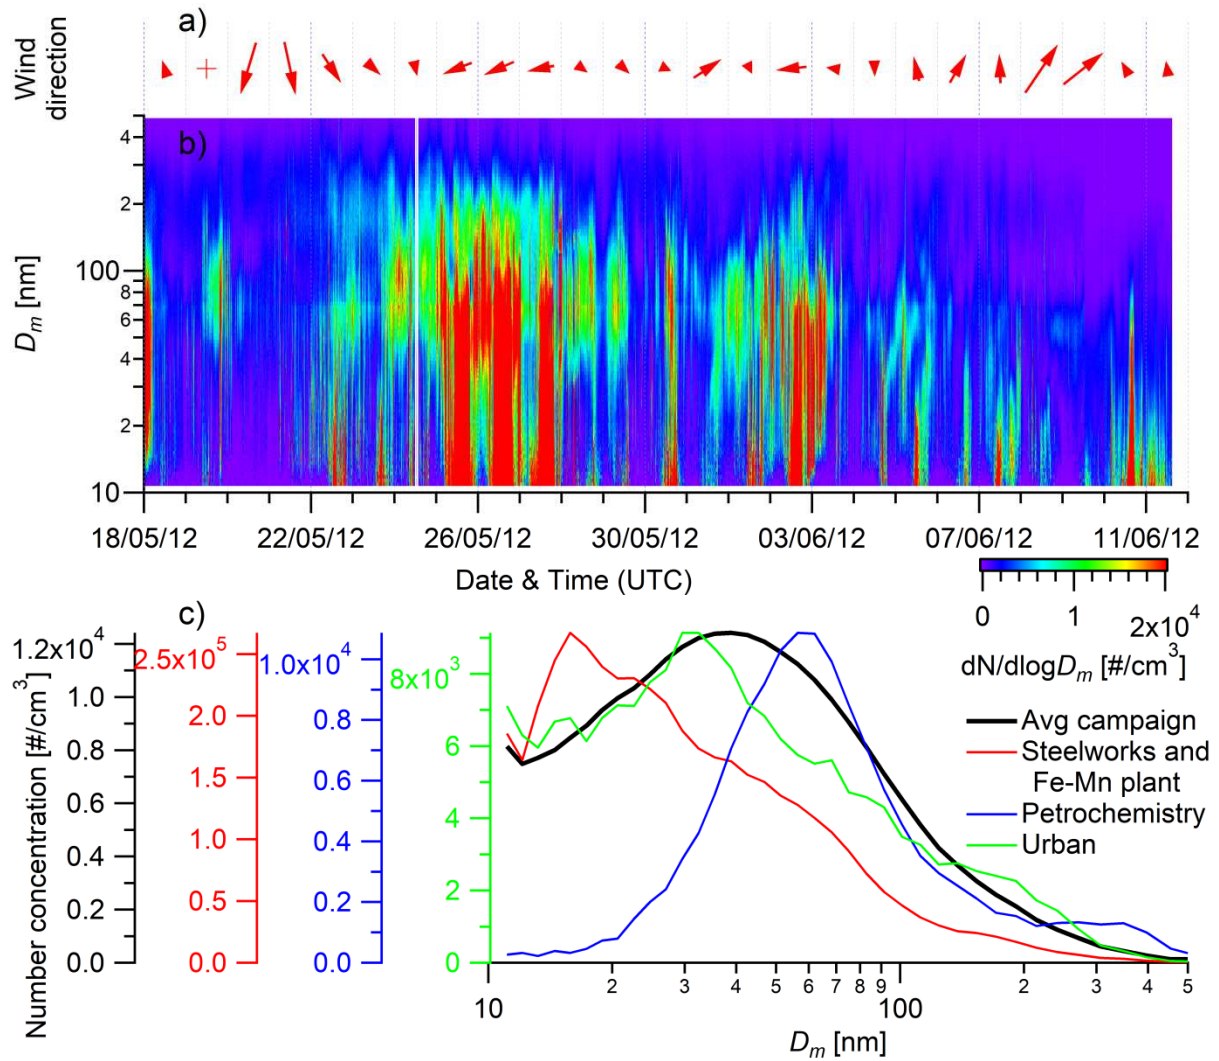 a)
Wind
direction
b)
4
2
100
8
6
4
2
10
D_m [nm]
18/05/12 22/05/12 26/05/12 30/05/12 03/06/12 07/06/12 11/06/12
Date & Time (UTC)
0 1 2x10^4
dN/dlogD_m [#/cm^3]
c)
Number concentration [#/cm^3]
1.2x10^4
1.0
0.8
0.6
0.4
0.2
0.0
2.5x10^5
2.0
1.5
1.0
0.5
0.0
1.0x10^4
0.8
0.6
0.4
0.2
0.0
8x10^3
6
4
2
0
Avg campaign
Steelworks and
Fe-Mn plant
Petrochemistry
Urban
10 2 3 4 5 6 7 8 9 100 2 3 4 5
D_m [nm]